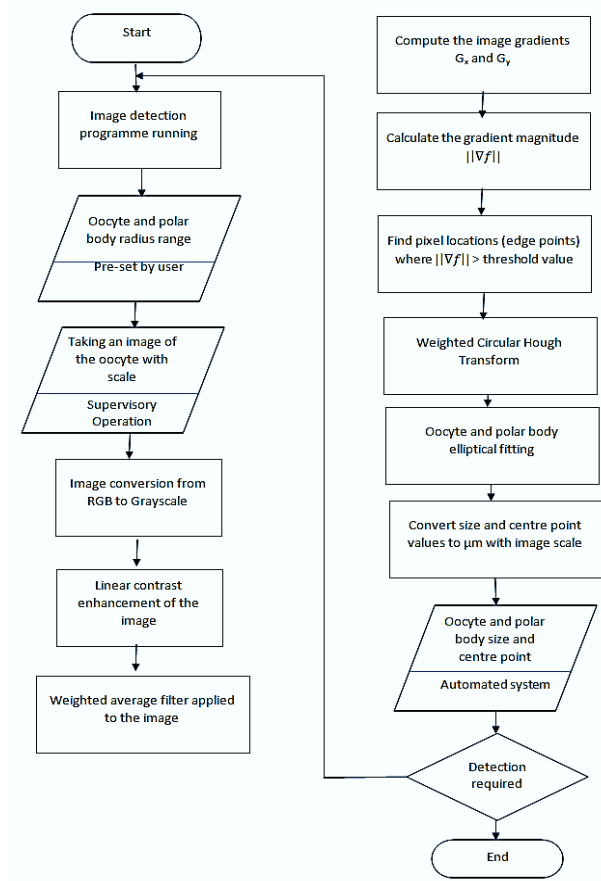 Start
Image detection
programme running
Oocyte and polar
body radius range
Pre-set by user
Taking an image of
the oocyte with
scale
Supervisory
Operation
Image conversion from
RGB to Grayscale
Linear contrast
enhancement of the
image
Weighted average filter applied
to the image
Compute the image gradients
Gₓ and Gᵧ
Calculate the gradient magnitude
||∇f||
Find pixel locations (edge points)
where ||∇f|| > threshold value
Weighted Circular Hough
Transform
Oocyte and polar body
elliptical fitting
Convert size and centre point
values to µm with image scale
Oocyte and polar
body size and
centre point
Automated system
Detection
required
End